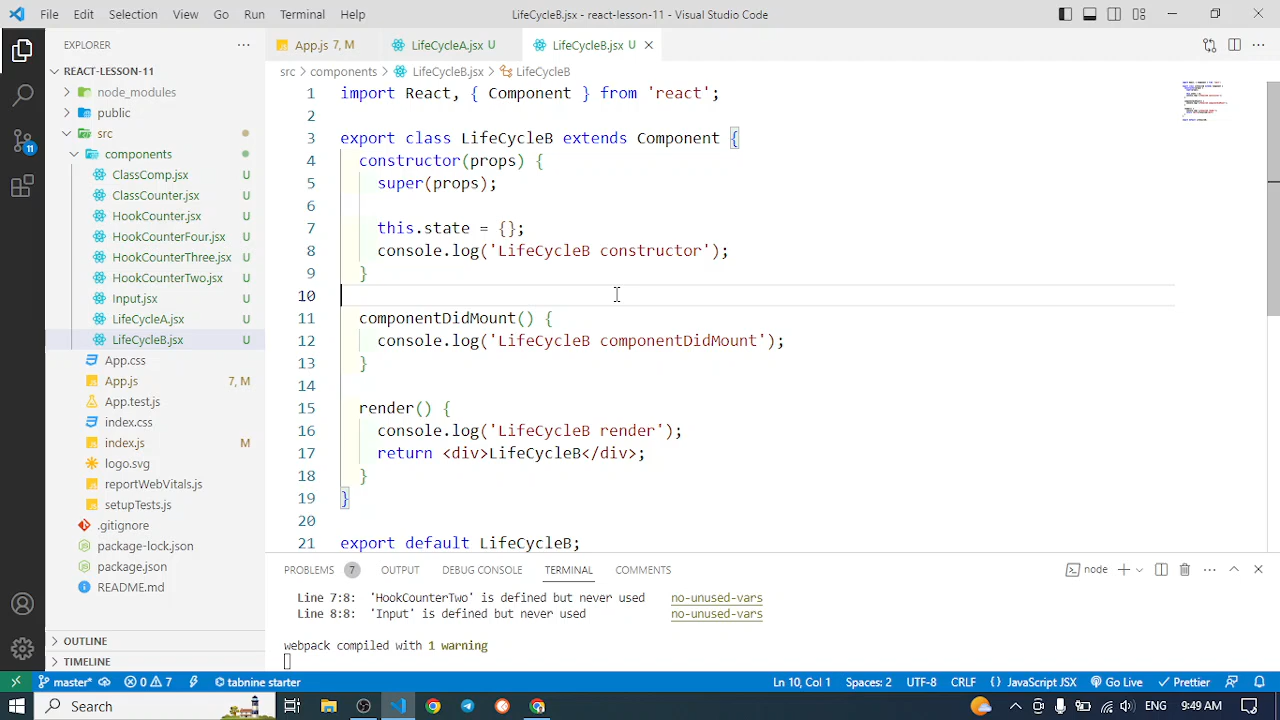 File Edit Selection View Go Run Terminal Help
LifeCycleB.jsx - react-lesson-11 - Visual Studio Code
EXPLORER
App.js 7, M
LifeCycleA.jsx U
LifeCycleB.jsx U
REACT-LESSON-11
src > components > LifeCycleB.jsx > LifeCycleB
node_modules
public
src
components
ClassComp.jsx U
ClassCounter.jsx U
HookCounter.jsx U
HookCounterFour.jsx U
HookCounterThree.jsx U
HookCounterTwo.jsx U
Input.jsx U
LifeCycleA.jsx U
LifeCycleB.jsx U
App.css
App.js 7, M
App.test.js
index.css
index.js M
logo.svg
reportWebVitals.js
setupTests.js
.gitignore
package-lock.json
package.json
README.md
OUTLINE
TIMELINE
11
1 import React, { Component } from 'react';
2
3 export class LifeCycleB extends Component {
4 constructor(props) {
5 super(props);
6
7 this.state = {};
8 console.log('LifeCycleB constructor');
9 }
10
11 componentDidMount() {
12 console.log('LifeCycleB componentDidMount');
13 }
14
15 render() {
16 console.log('LifeCycleB render');
17 return <div>LifeCycleB</div>;
18 }
19 }
20
21 export default LifeCycleB;
PROBLEMS 7 OUTPUT DEBUG CONSOLE TERMINAL COMMENTS
node
Line 7:8: 'HookCounterTwo' is defined but never used no-unused-vars
Line 8:8: 'Input' is defined but never used no-unused-vars
webpack compiled with 1 warning
master* 0 7 tabnine starter
Ln 10, Col 1 Spaces: 2 UTF-8 CRLF {} JavaScript JSX Go Live Prettier
Search
9:49 AM